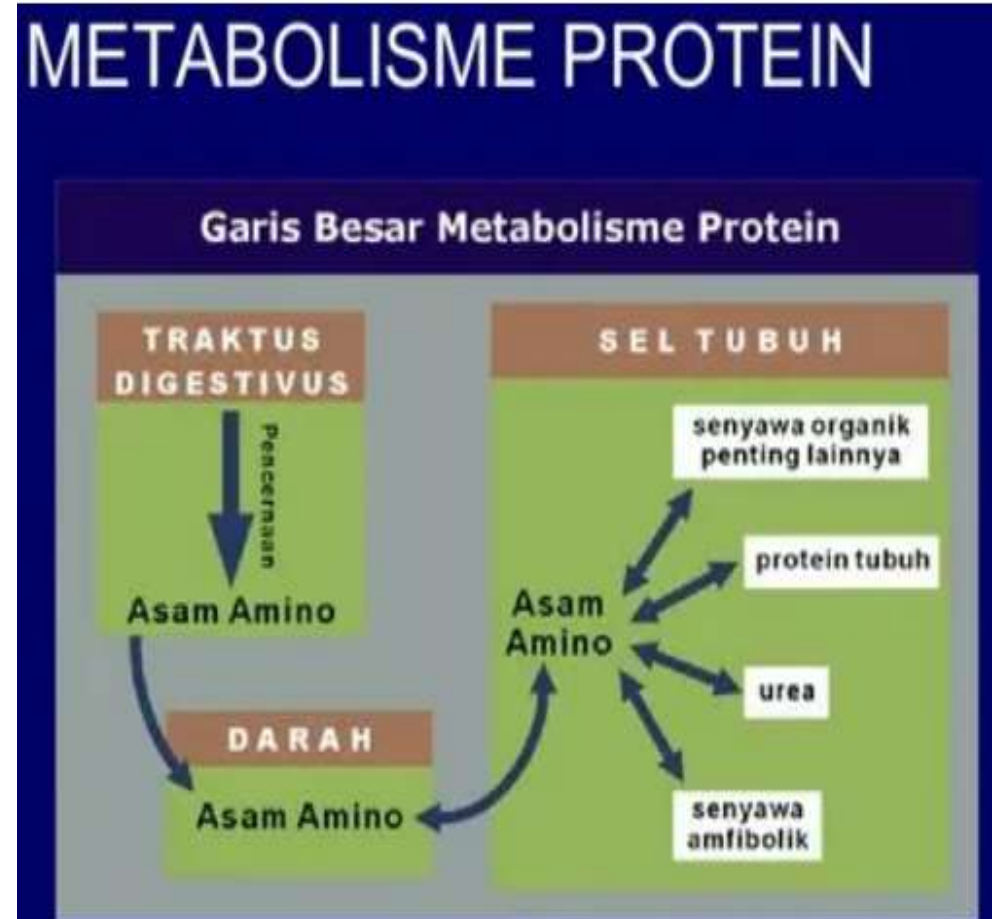 METABOLISME PROTEIN
Garis Besar Metabolisme Protein
TRAKTUS
DIGESTIVUS
Pencernaan
Asam Amino
DARAH
Asam Amino
SEL TUBUH
Asam
Amino
senyawa organik
penting lainnya
protein tubuh
urea
senyawa
amfibolik